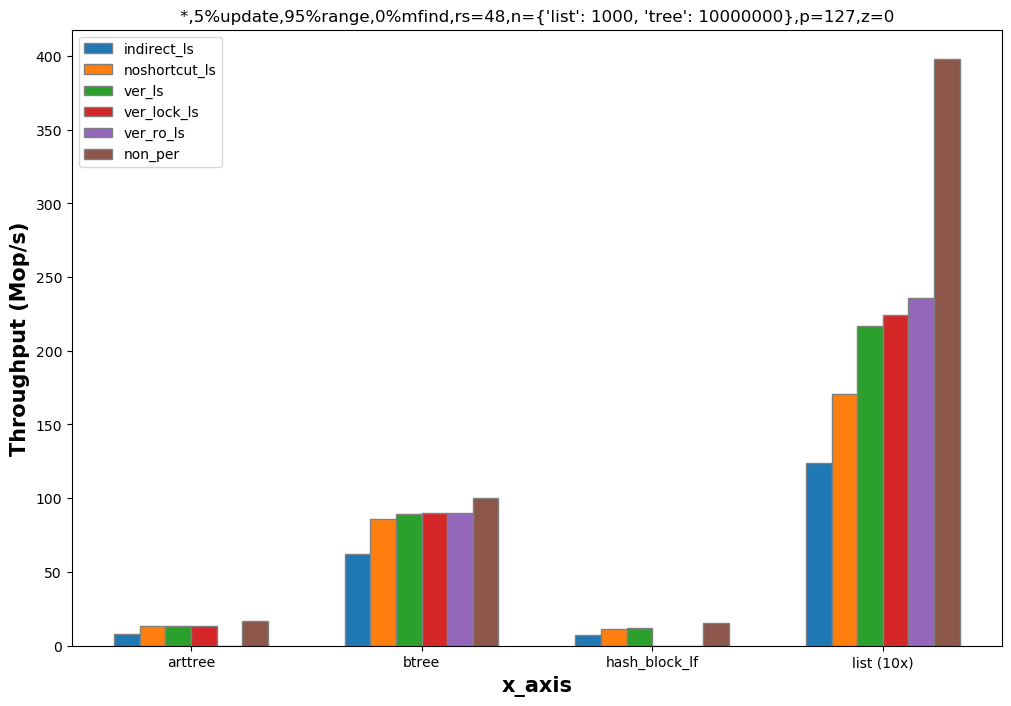 *,5%update,95%range,0%mfind,rs=48,n={'list': 1000, 'tree': 10000000},p=127,z=0
indirect_ls
noshortcut_ls
ver_ls
ver_lock_ls
ver_ro_ls
non_per
Throughput (Mop/s)
400
350
300
250
200
150
100
50
0
arttree btree hash_block_lf list (10x)
x_axis